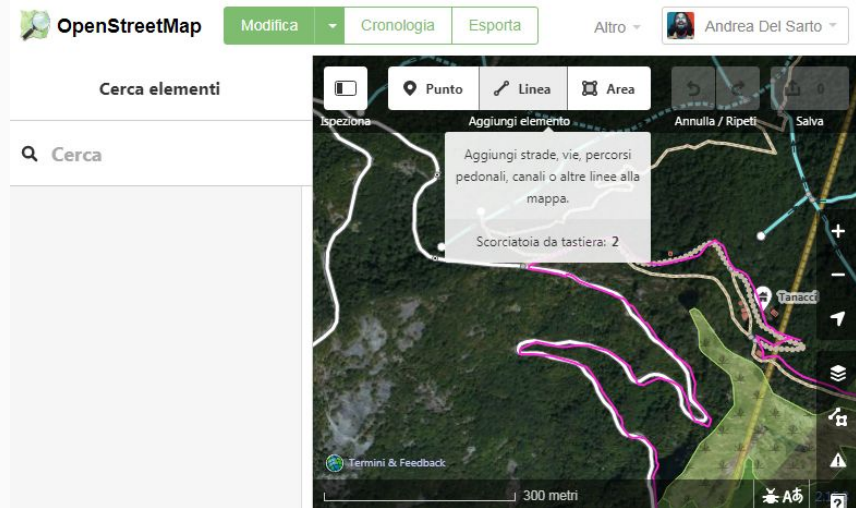 OpenStreetMap
Modifica
Cronologia
Esporta
Altro
Andrea Del Sarto
Cerca elementi
Cerca
Punto
Linea
Area
0
Ispeziona
Aggiungi elemento
Annulla / Ripeti
Salva
Aggiungi strade, vie, percorsi
pedonali, canali o altre linee alla
mappa.
Scorciatoia da tastiera: 2
Tanacci
Termini & Feedback
300 metri
Aあ